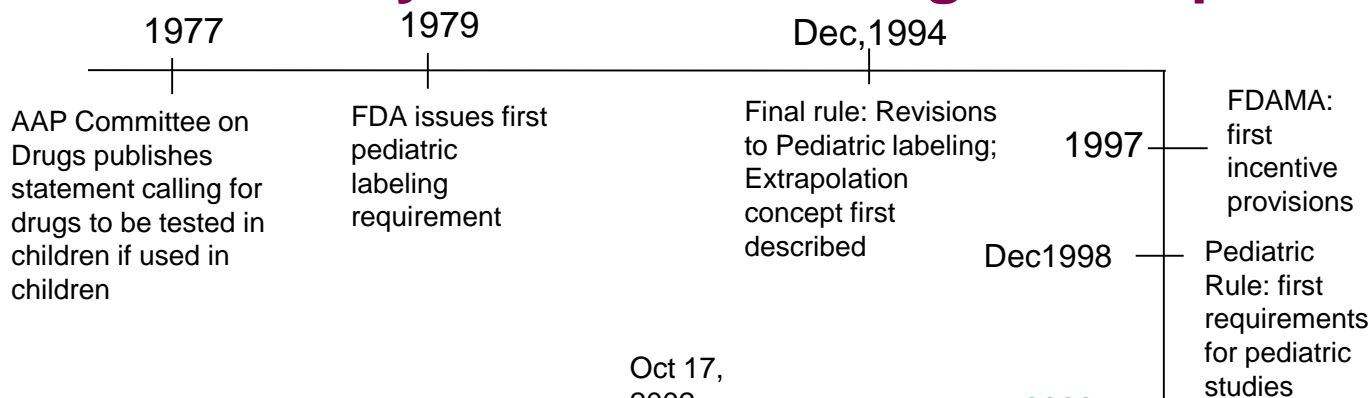 1977
1979
Dec,1994
AAP Committee on
Drugs publishes
statement calling for
drugs to be tested in
children if used in
children
FDA issues first
pediatric
labeling
requirement
Final rule: Revisions
to Pediatric labeling;
Extrapolation
concept first
described
1997
FDAMA:
first
incentive
provisions
Dec1998
Pediatric
Rule: first
requirements
for pediatric
studies
Oct 17,